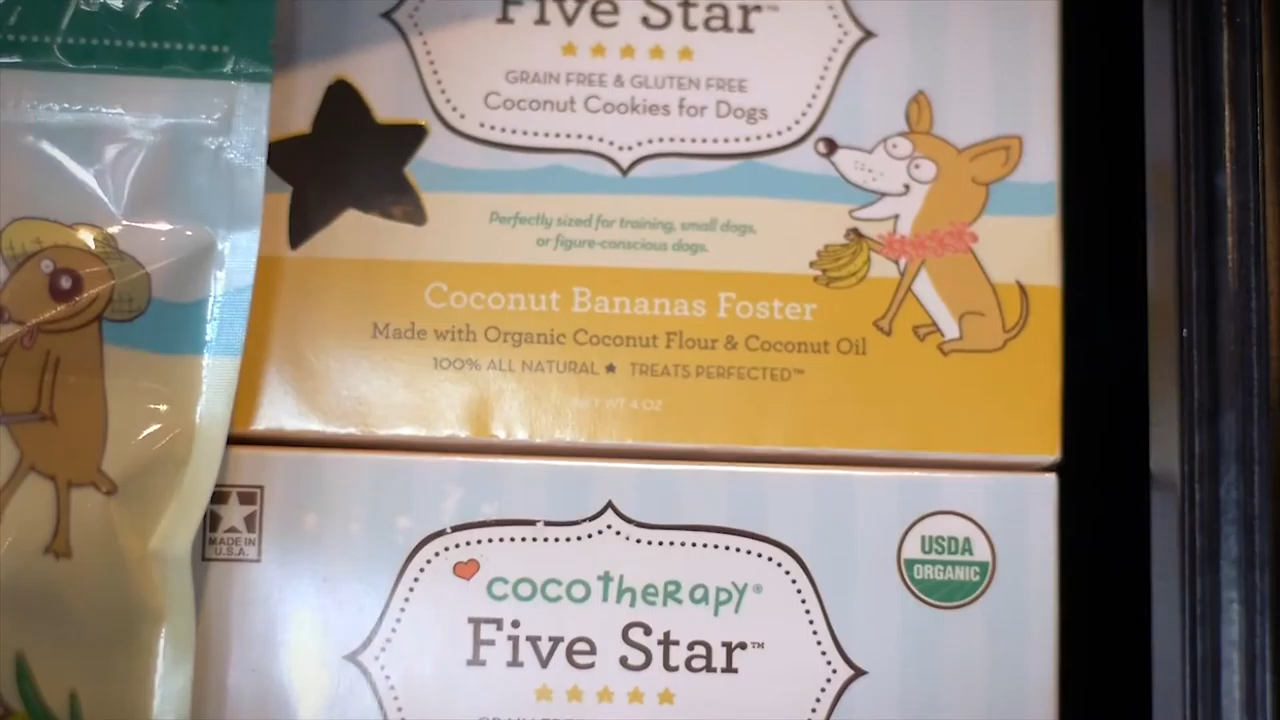 Five Star™
GRAIN FREE & GLUTEN FREE
Coconut Cookies for Dogs
Perfectly sized for training, small dogs,
or figure-conscious dogs.
Coconut Bananas Foster
Made with Organic Coconut Flour & Coconut Oil
100% ALL NATURAL ★ TREATS PERFECTED™
WT 4 OZ
MADE IN
U.S.A.
USDA
ORGANIC
cocotherapy®
Five Star™